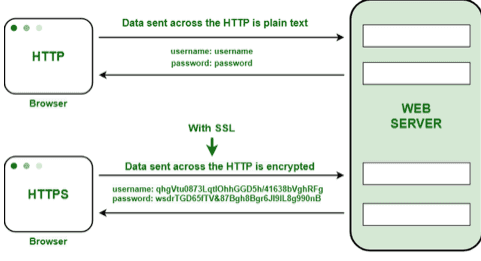 Data sent across the HTTP is plain text
HTTP
username: username
password: password
Browser
WEB
SERVER
With SSL
Data sent across the HTTP is encrypted
HTTPS
username: qhgVtu0873LqtlOhhGGD5h/41638bVghRFg
password: wsdrTGD65fTV&87Bgh8Bgr6Jl9lL8g990nB
Browser